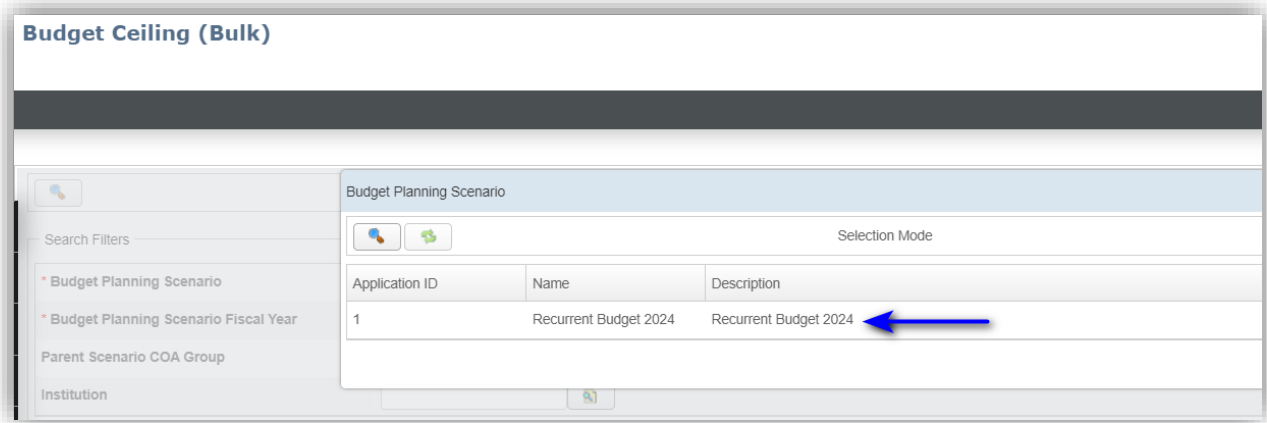 Budget Ceiling (Bulk)
Budget Planning Scenario
Selection Mode
Search Filters
* Budget Planning Scenario
* Budget Planning Scenario Fiscal Year
Parent Scenario COA Group
Institution
Application ID Name Description
1 Recurrent Budget 2024 Recurrent Budget 2024